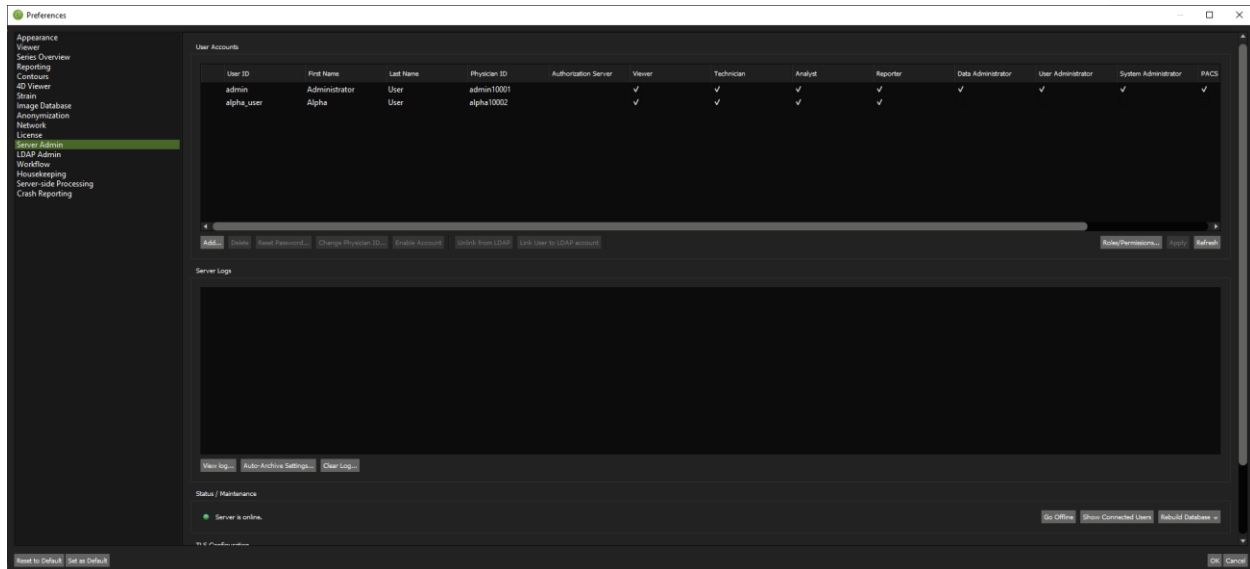 Preferences
Appearance
Viewer
Series Overview
Reporting
Contours
4D Viewer
Strain
Image Database
Anonymization
Network
License
Server Admin
LDAP Admin
Workflow
Housekeeping
Server-side Processing
Crash Reporting
User Accounts
User ID First Name Last Name Physician ID Authorization Server Viewer Technician Analyst Reporter Data Administrator User Administrator System Administrator PACS
admin Administrator User admin10001 ✓ ✓ ✓ ✓ ✓ ✓ ✓ ✓
alpha_user Alpha User alpha10002 ✓ ✓ ✓ ✓
Add... Delete Reset Password... Change Physician ID... Enable Account Unlink from LDAP Link User to LDAP account Roles/Permissions... Apply Refresh
Server Logs
View log... Auto-Archive Settings... Clear Log...
Status / Maintenance
Server is online. Go Offline Show Connected Users Rebuild Database
TLS Configuration
Reset to Default Set as Default OK Cancel